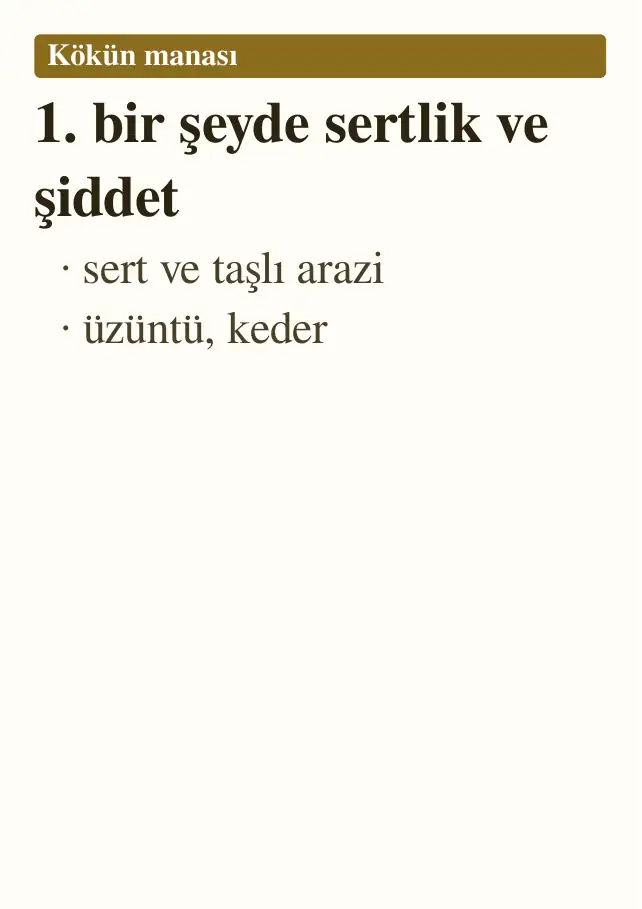 Kökün manası
1. bir şeyde sertlik ve
şiddet
· sert ve taşlı arazi
· üzüntü, keder